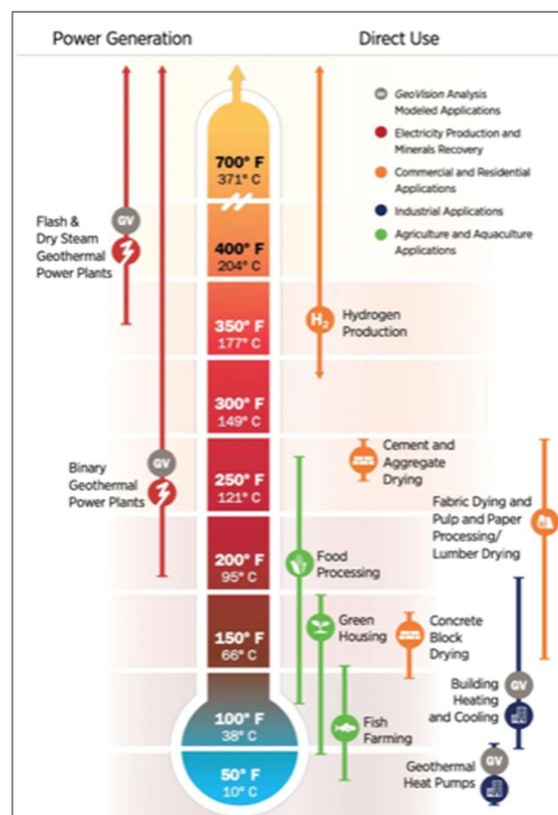 Power Generation
Direct Use
GV GeoVision Analysis
Modeled Applications
Electricity Production and
Minerals Recovery
Commercial and Residential
Applications
Industrial Applications
Agriculture and Aquaculture
Applications
700° F
371° C
400° F
204° C
350° F
177° C
300° F
149° C
250° F
121° C
200° F
95° C
150° F
66° C
100° F
38° C
50° F
10° C
Flash &
Dry Steam
Geothermal
Power Plants
GV
Binary
Geothermal
Power Plants
GV
H₂
Hydrogen
Production
Cement and
Aggregate
Drying
Fabric Dying and
Pulp and Paper
Processing/
Lumber Drying
Food
Processing
Green
Housing
Concrete
Block
Drying
Building
Heating
and Cooling
GV
Fish
Farming
Geothermal
Heat Pumps
GV